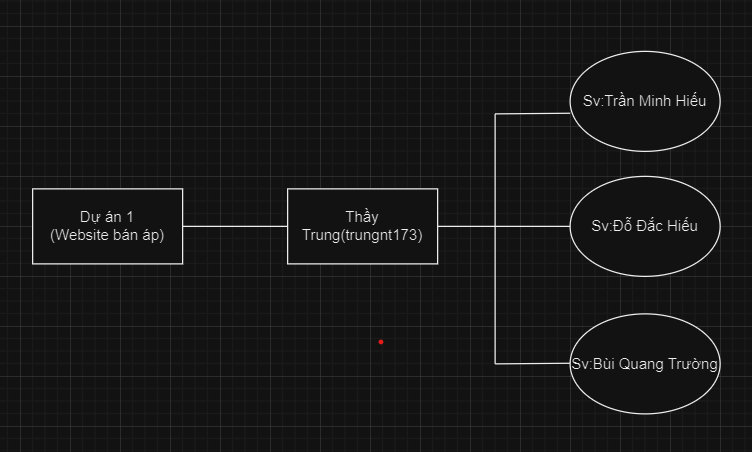 Dự án 1
(Website bán áp)
Thầy
Trung(trungnt173)
Sv:Trần Minh Hiếu
Sv:Đỗ Đắc Hiếu
Sv:Bùi Quang Trường